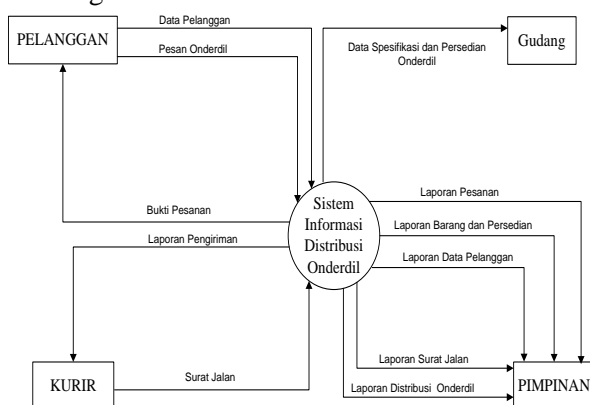 PELANGGAN
Data Pelanggan
Pesan Onderdil
Data Spesifikasi dan Persedian
Onderdil
Gudang
Sistem
Informasi
Distribusi
Onderdil
Bukti Pesanan
Laporan Pengiriman
Laporan Pesanan
Laporan Barang dan Persedian
Laporan Data Pelanggan
KURIR
Surat Jalan
Laporan Surat Jalan
Laporan Distribusi Onderdil
PIMPINAN